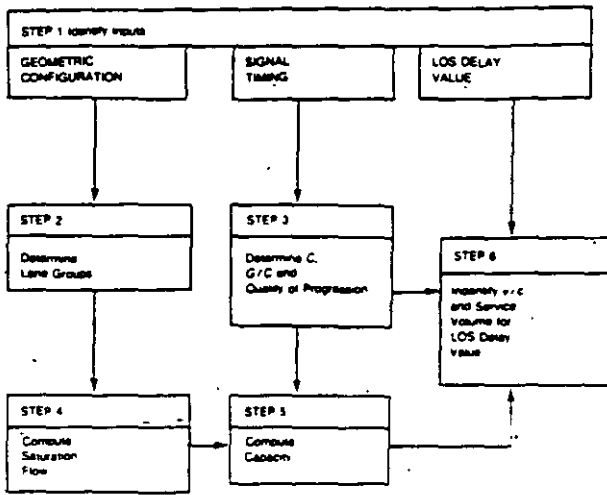 STEP 1 Identify Inputs
GEOMETRIC
CONFIGURATION
SIGNAL
TIMING
LOS DELAY
VALUE
STEP 2
Determine
Lane Groups
STEP 3
Determine C,
G/C and
Quality of Progression
STEP 6
Indentify v/c
and Service
Volume for
LOS Delay
Value
STEP 4
Compute
Saturation
Flow
STEP 5
Compute
Capacity